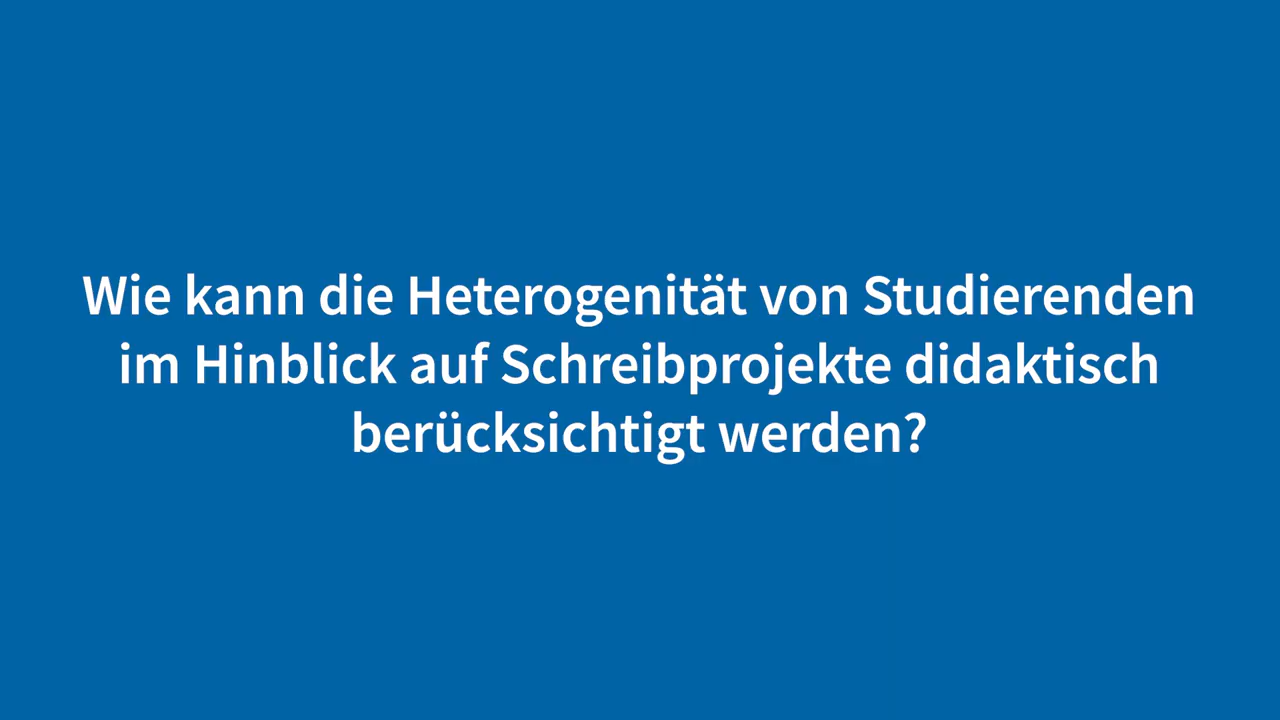 Wie kann die Heterogenität von Studierenden
im Hinblick auf Schreibprojekte didaktisch
berücksichtigt werden?